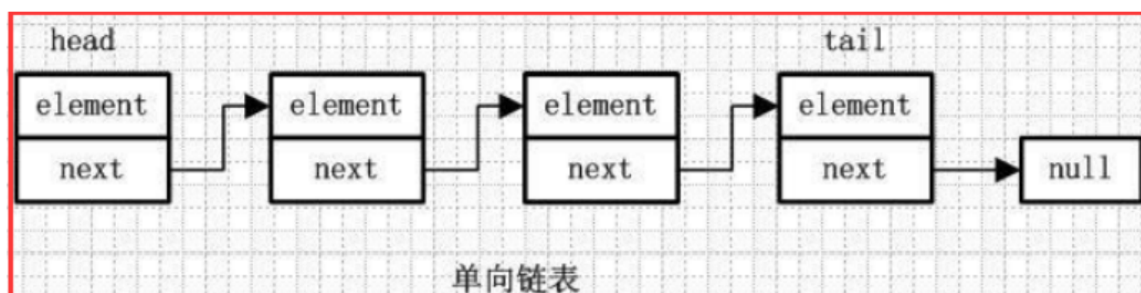 head tail
element element element element
next next next next null
单向链表